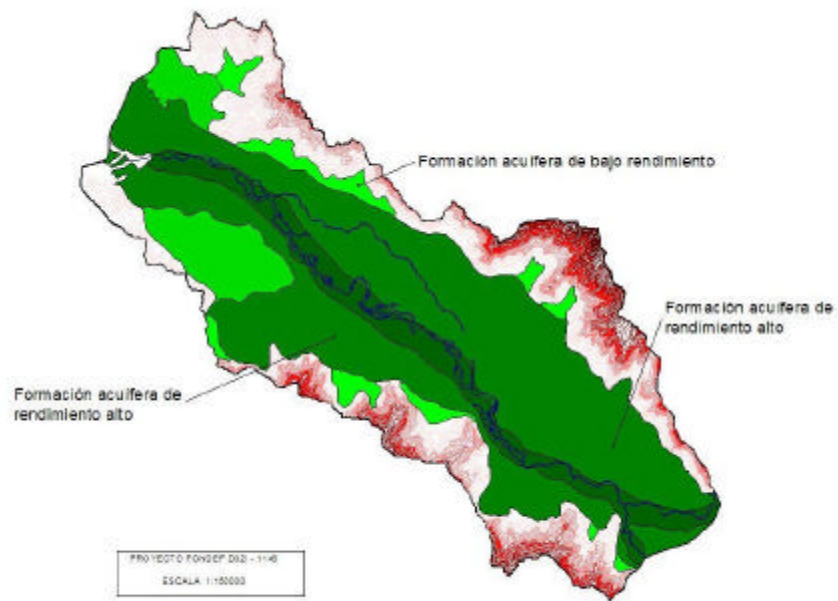 Formación acuífera de bajo rendimiento
Formación acuífera de
rendimiento alto
Formación acuífera de
rendimiento alto
PROYECTO FONDEF D02I - 1146
ESCALA 1:150000